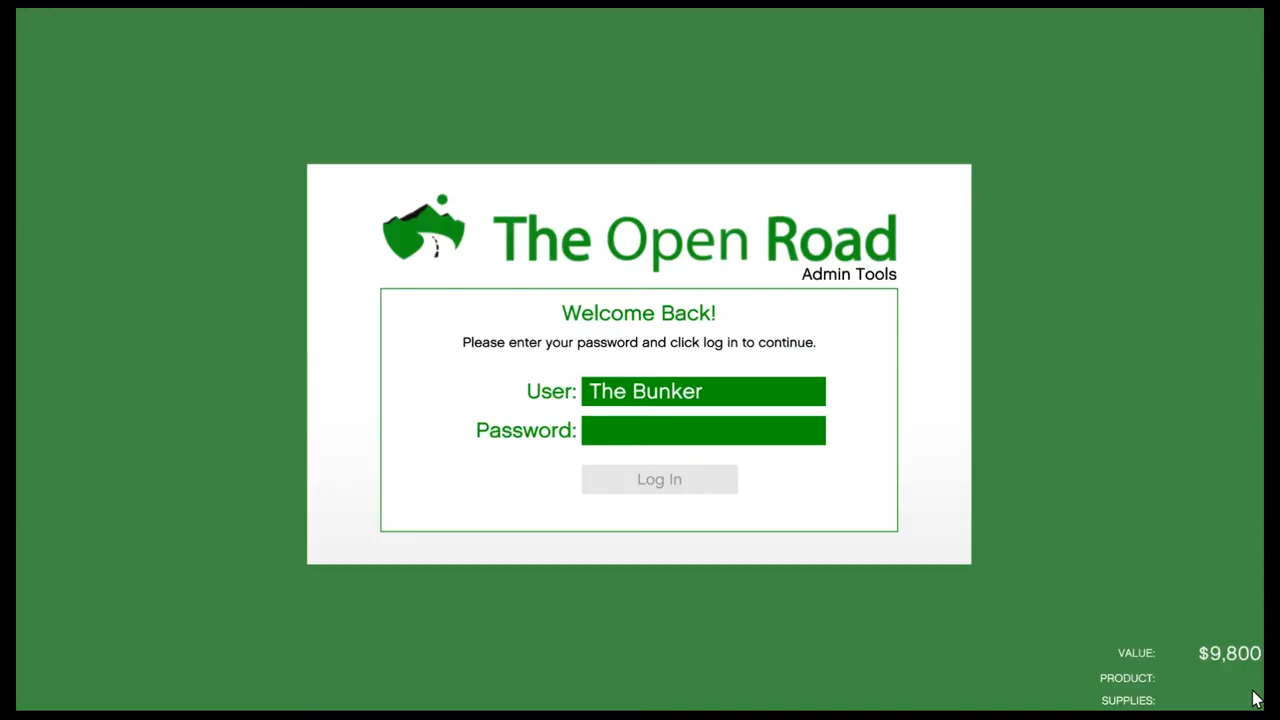 The Open Road
Admin Tools
Welcome Back!
Please enter your password and click log in to continue.
User: The Bunker
Password:
Log In
VALUE: $9,800
PRODUCT:
SUPPLIES: